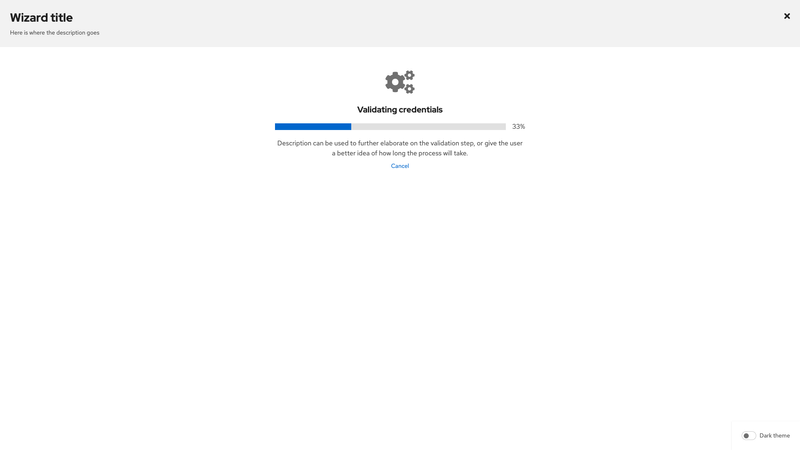 Wizard title
Here is where the description goes
Validating credentials
33%
Description can be used to further elaborate on the validation step, or give the user
a better idea of how long the process will take.
Cancel
Dark theme